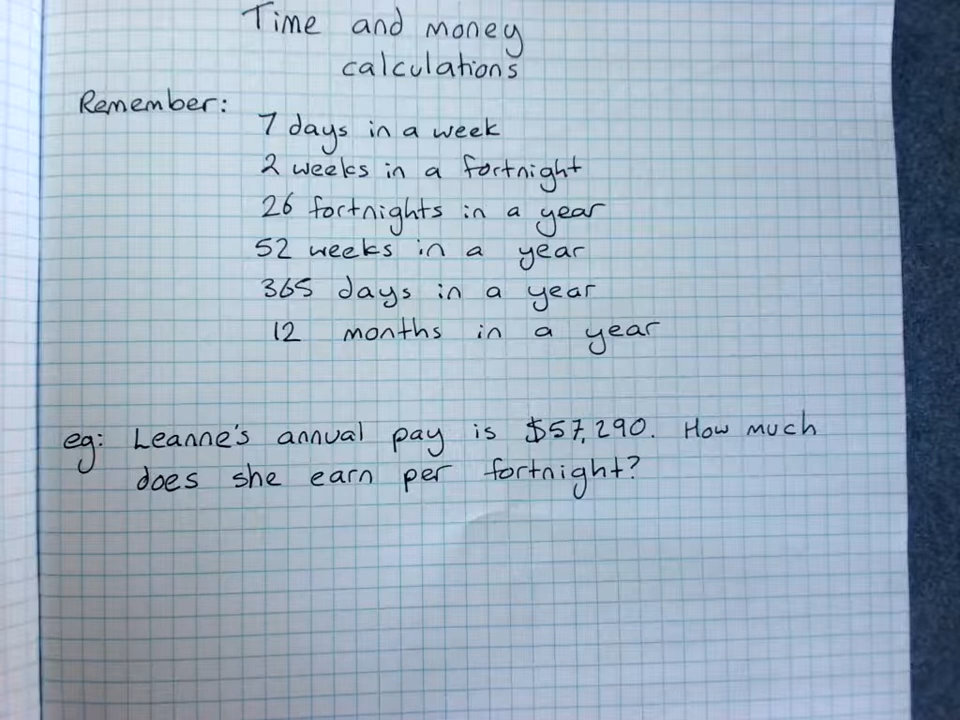 Time and money
calculations
Remember:
7 days in a week
2 weeks in a fortnight
26 fortnights in a year
52 weeks in a year
365 days in a year
12 months in a year
eg: Leanne's annual pay is $57,290. How much
does she earn per fortnight?